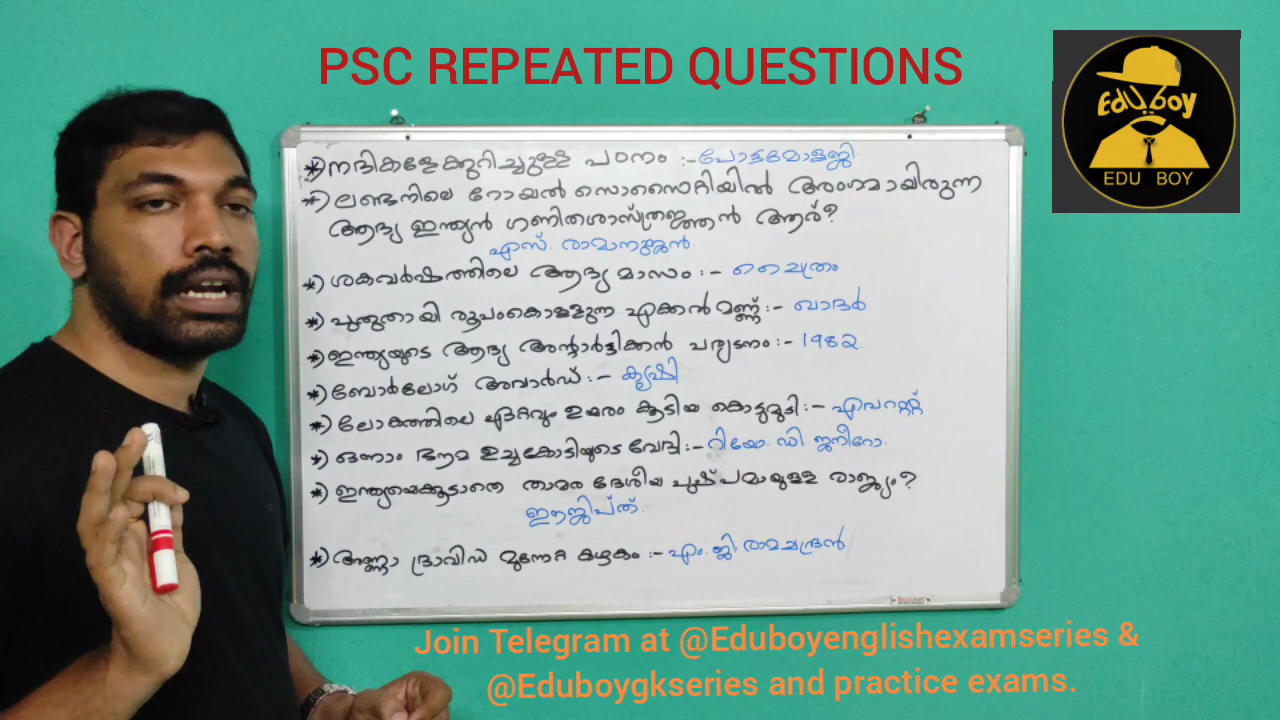 PSC REPEATED QUESTIONS
EdU boy
EDU BOY
*) നദികളേക്കുറിച്ചുള്ള പഠനം :- പോട്ടമോളജി.
*) ലണ്ടനിലെ റോയൽ സൊസൈറ്റിയിൽ അംഗമായിരുന്ന
ആദ്യ ഇന്ത്യൻ ഗണിതശാസ്ത്രജ്ഞൻ ആര്?
എസ്. രാമാനുജൻ.
*) ശകവർഷത്തിലെ ആദ്യ മാസം :- ചൈത്രം
*) പുതുതായി രൂപംകൊള്ളുന്ന എക്കൽ മണ്ണ് :- ഖാദർ
*) ഇന്ത്യയുടെ ആദ്യ അന്റാർട്ടിക്കൻ പര്യടനം :- 1982
*) ബോർലോഗ് അവാർഡ് :- കൃഷി
*) ലോകത്തിലെ ഏറ്റവും ഉയരം കൂടിയ കൊടുമുടി :- എവറസ്റ്റ്
*) ഒന്നാം ഭൗമ ഉച്ചകോടിയുടെ വേദി :- റിയോ. ഡി. ജനീറോ.
*) ഇന്ത്യയെക്കൂടാതെ താമര ദേശീയ പുഷ്പമായുള്ള രാജ്യം?
ഈജിപ്ത്.
*) അണ്ണാ ദ്രാവിഡ മുന്നേറ്റ കഴകം :- എം.ജി. രാമചന്ദ്രൻ
Join Telegram at @Eduboyenglishexamseries &
@Eduboygkseries and practice exams.